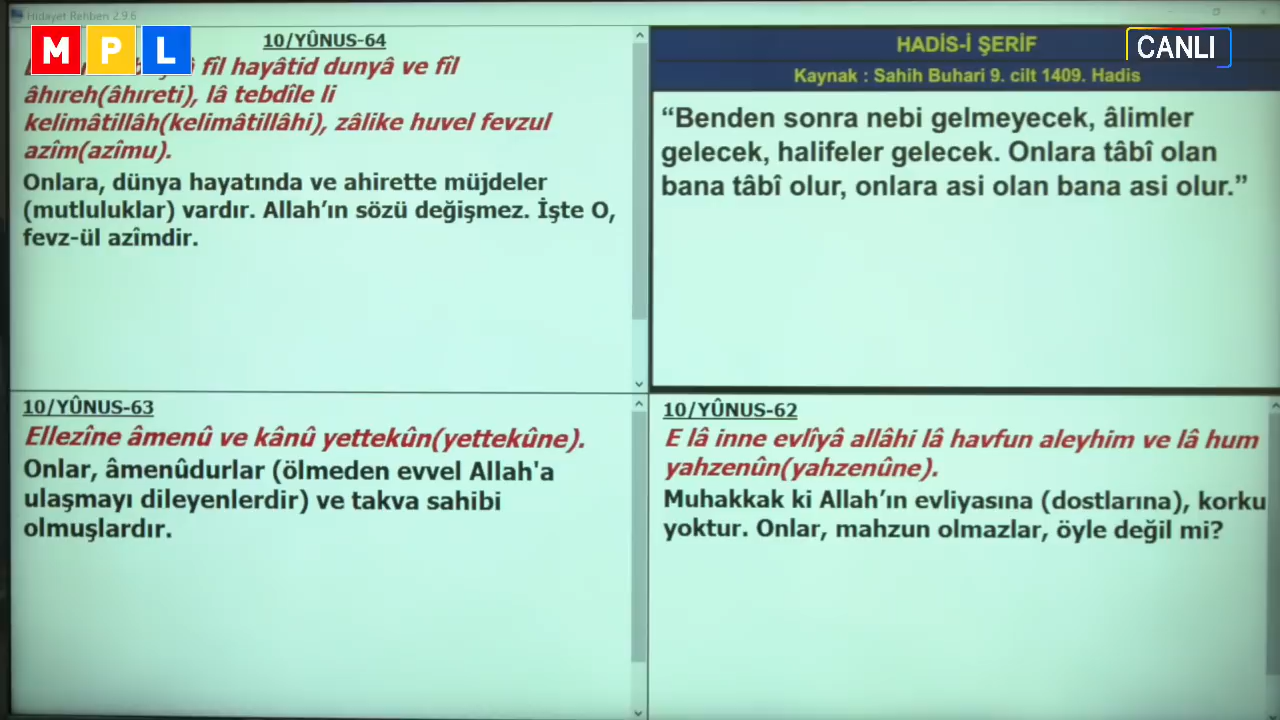 Hidayet Rehberi 2.9.6
MPL
CANLI
10/YÛNUS-64
fîl hayâtid dunyâ ve fîl
âhıreh(âhıreti), lâ tebdîle li
kelimâtillâh(kelimâtillâhi), zâlike huvel fevzul
azîm(azîmu).
Onlara, dünya hayatında ve ahirette müjdeler
(mutluluklar) vardır. Allah’ın sözü değişmez. İşte O,
fevz-ül azîmdir.
HADİS-İ ŞERİF
Kaynak : Sahih Buhari 9. cilt 1409. Hadis
“Benden sonra nebi gelmeyecek, âlimler
gelecek, halifeler gelecek. Onlara tâbî olan
bana tâbî olur, onlara asi olan bana asi olur.”
10/YÛNUS-63
Ellezîne âmenû ve kânû yettekûn(yettekûne).
Onlar, âmenûdurlar (ölmeden evvel Allah'a
ulaşmayı dileyenlerdir) ve takva sahibi
olmuşlardır.
10/YÛNUS-62
E lâ inne evlîyâ allâhi lâ havfun aleyhim ve lâ hum
yahzenûn(yahzenûne).
Muhakkak ki Allah’ın evliyasına (dostlarına), korku
yoktur. Onlar, mahzun olmazlar, öyle değil mi?